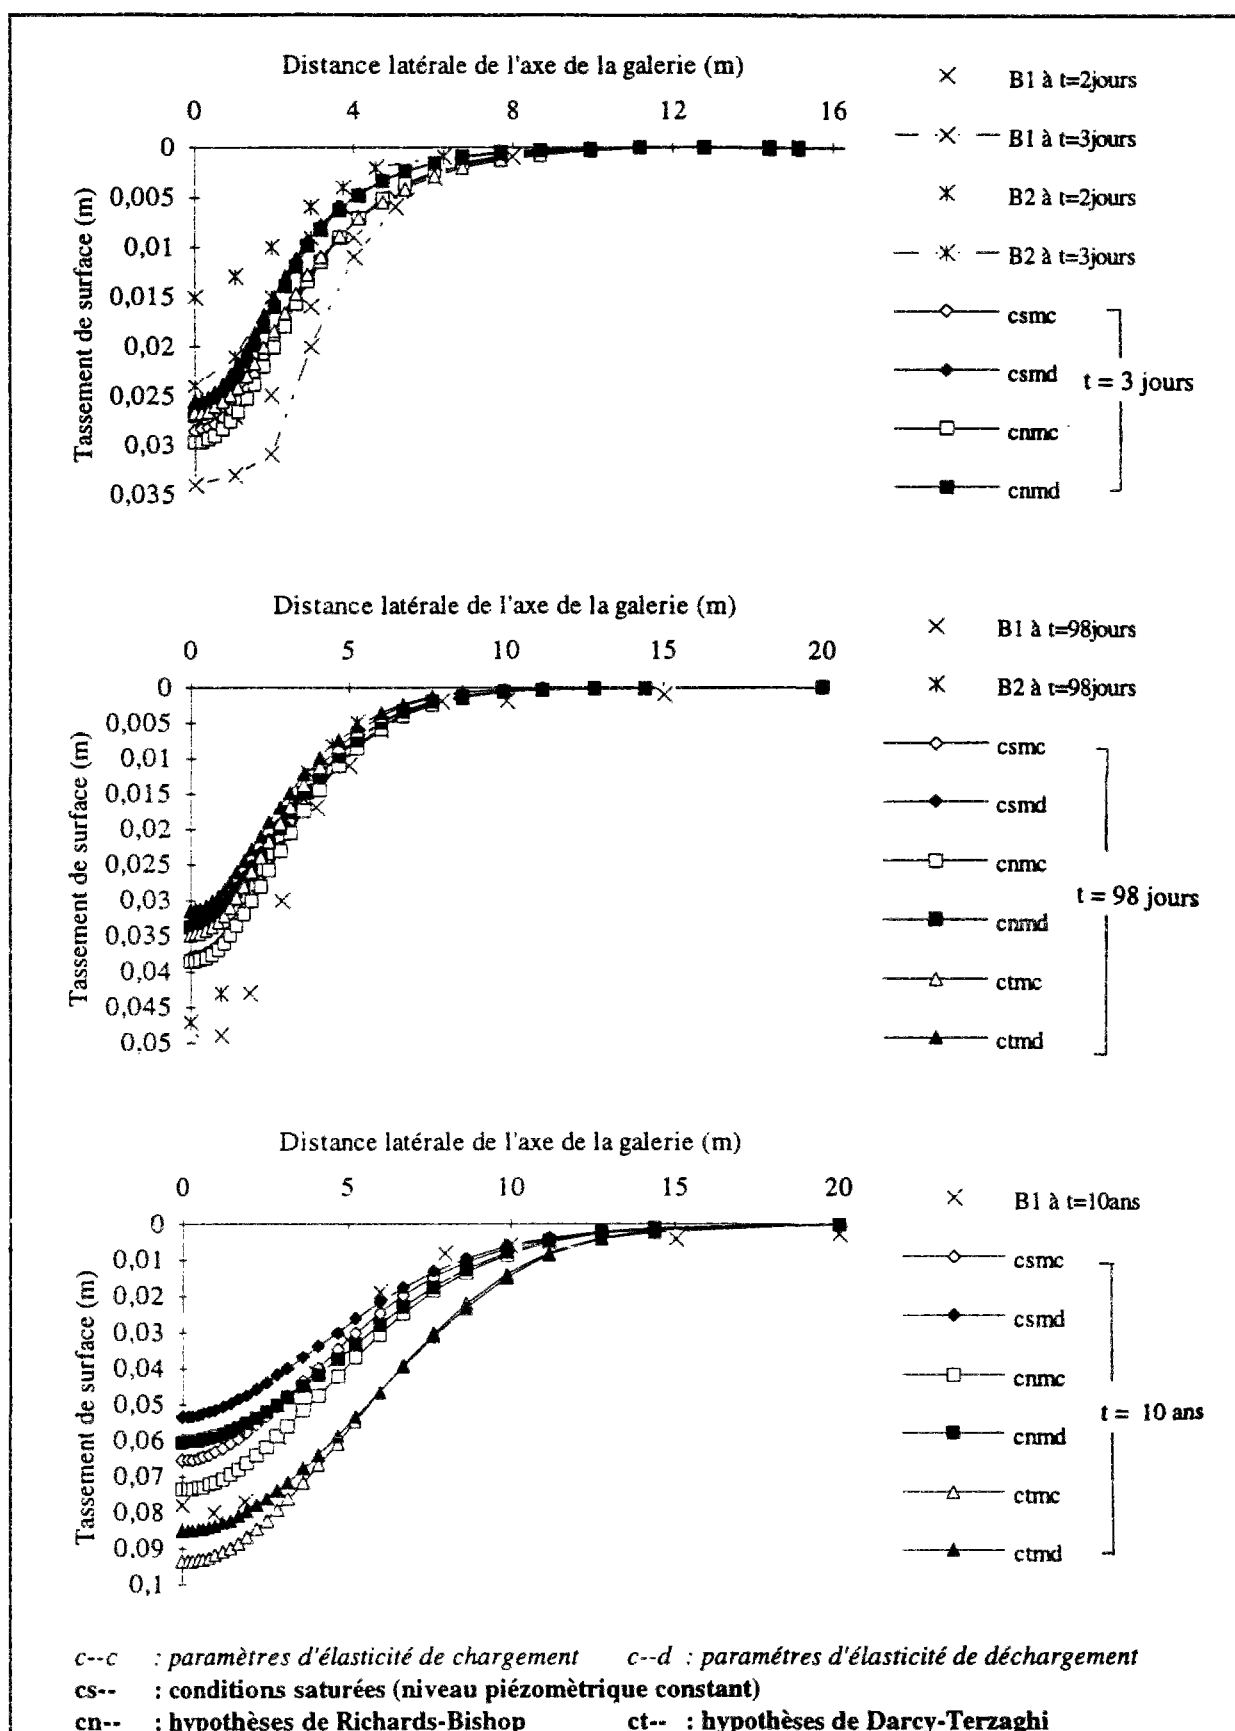 Distance latérale de l'axe de la galerie (m)
0 4 8 12 16
Tassement de surface (m)
0
0,005
0,01
0,015
0,02
0,025
0,03
0,035
B1 à t=2jours
B1 à t=3jours
B2 à t=2jours
B2 à t=3jours
csmc
csmd
cnmc
cnmd
t = 3 jours
Distance latérale de l'axe de la galerie (m)
0 5 10 15 20
Tassement de surface (m)
0
0,005
0,01
0,015
0,02
0,025
0,03
0,035
0,04
0,045
0,05
B1 à t=98jours
B2 à t=98jours
csmc
csmd
cnmc
cnmd
ctmc
ctmd
t = 98 jours
Distance latérale de l'axe de la galerie (m)
0 5 10 15 20
Tassement de surface (m)
0
0.01
0,02
0.03
0,04
0.05
0,06
0,07
0,08
0.09
0,1
B1 à t=10ans
csmc
csmd
cnmc
cnmd
ctmc
ctmd
t = 10 ans
c--c : paramètres d'élasticité de chargement c--d : paramétres d'élasticité de déchargement
cs-- : conditions saturées (niveau piézomètrique constant)
cn-- : hypothèses de Richards-Bishop ct-- : hypothèses de Darcy-Terzaghi